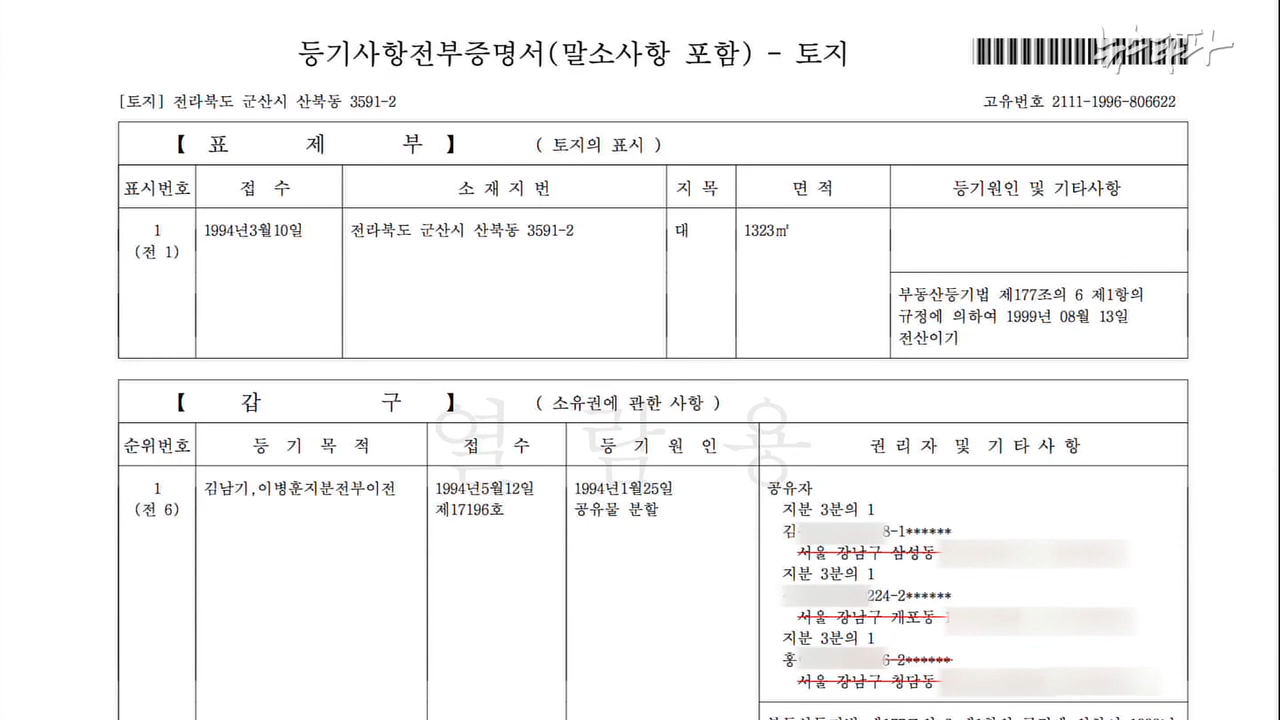 뉴스타파
등기사항전부증명서(말소사항 포함) - 토지
[토지] 전라북도 군산시 산북동 3591-2
고유번호 2111-1996-806622
【 표 제 부 】 ( 토지의 표시 )
표시번호 접 수 소 재 지 번 지 목 면 적 등기원인 및 기타사항
1 1994년3월10일 전라북도 군산시 산북동 3591-2 대 1323㎡
(전 1)
부동산등기법 제177조의 6 제1항의
규정에 의하여 1999년 08월 13일
전산이기
【 갑 구 】 ( 소유권에 관한 사항 )
열 람 용
순위번호 등 기 목 적 접 수 등 기 원 인 권 리 자 및 기 타 사 항
1 김남기,이병훈지분전부이전 1994년5월12일 1994년1월25일 공유자
(전 6) 제17196호 공유물 분할 지분 3분의 1
김 8-1******
서울 강남구 삼성동
지분 3분의 1
224-2******
서울 강남구 개포동
지분 3분의 1
홍 6-2******
서울 강남구 청담동